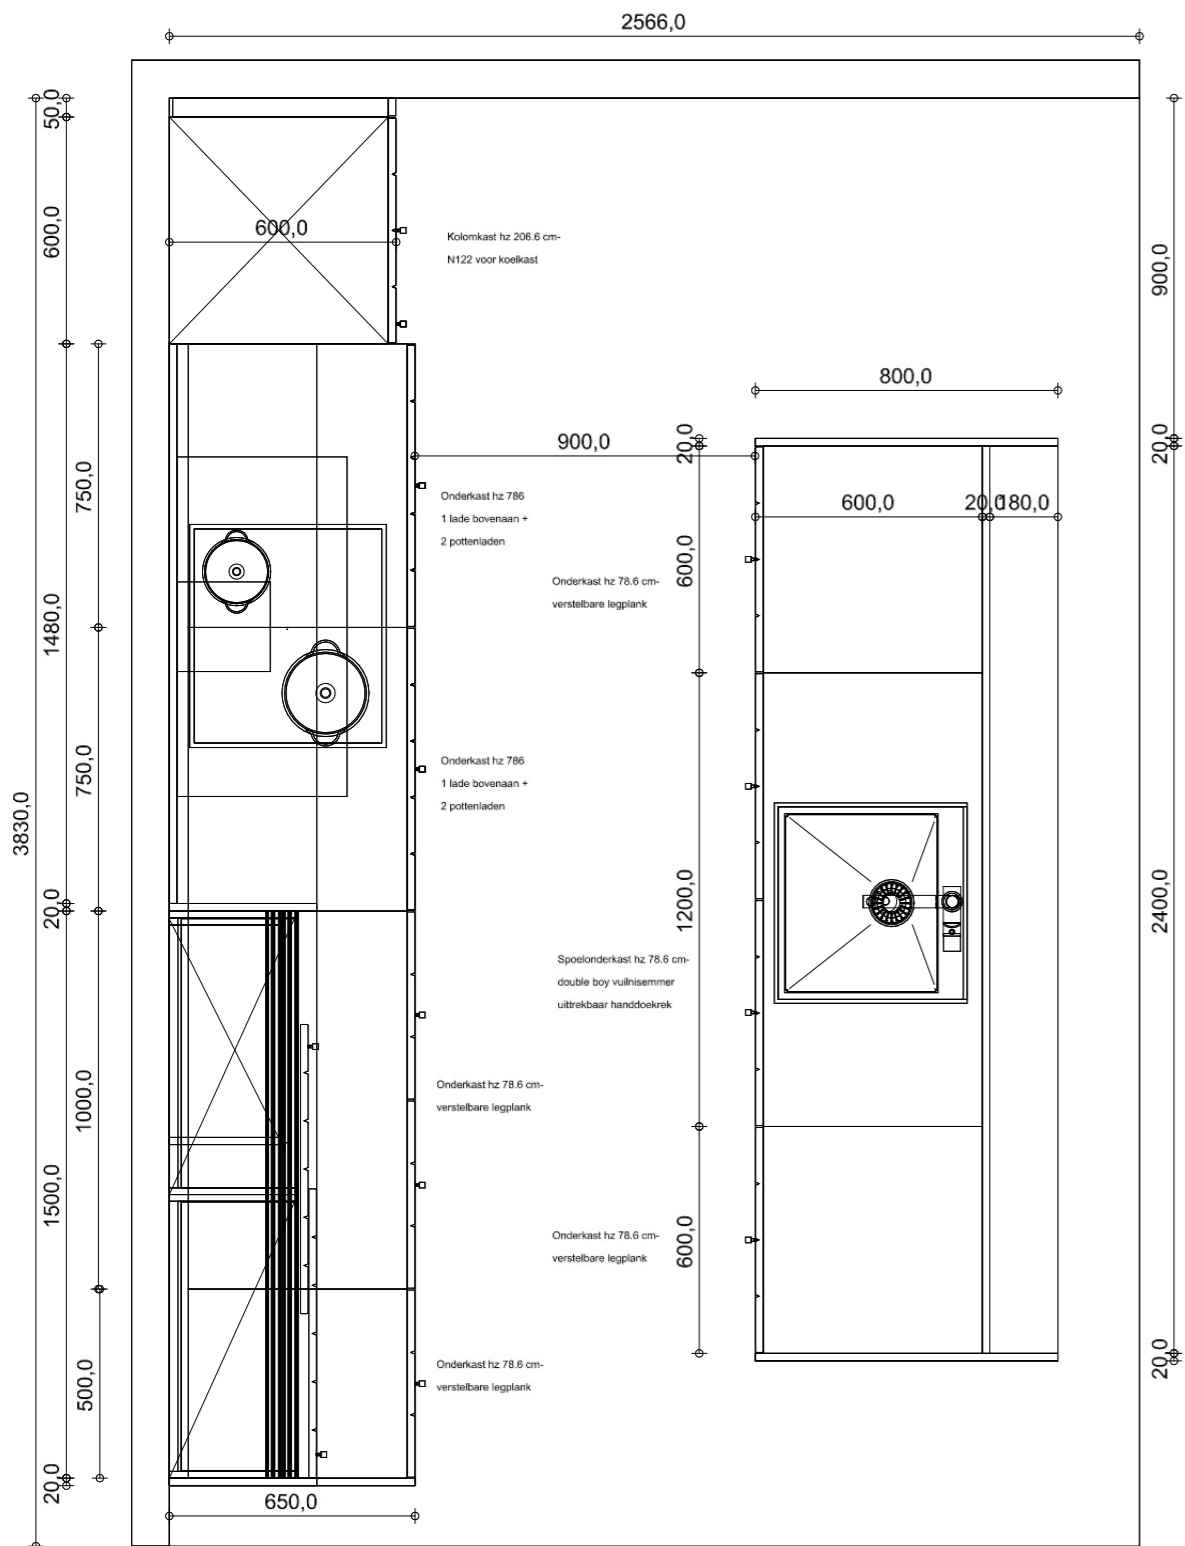 2566,0
50,0
600,0
600,0
Kolomkast hz 206.6 cm-
N122 voor koelkast
900,0
800,0
900,0
20,0
20,0
750,0
Onderkast hz 786
1 lade bovenaan +
2 pottenladen
600,0
20,0
180,0
600,0
Onderkast hz 78.6 cm-
verstelbare legplank
1480,0
750,0
Onderkast hz 786
1 lade bovenaan +
2 pottenladen
3830,0
20,0
1200,0
2400,0
Spoelonderkast hz 78.6 cm-
double boy vuilnisemmer
uittrekbaar handdoekrek
1000,0
Onderkast hz 78.6 cm-
verstelbare legplank
1500,0
600,0
Onderkast hz 78.6 cm-
verstelbare legplank
500,0
Onderkast hz 78.6 cm-
verstelbare legplank
20,0
20,0
650,0